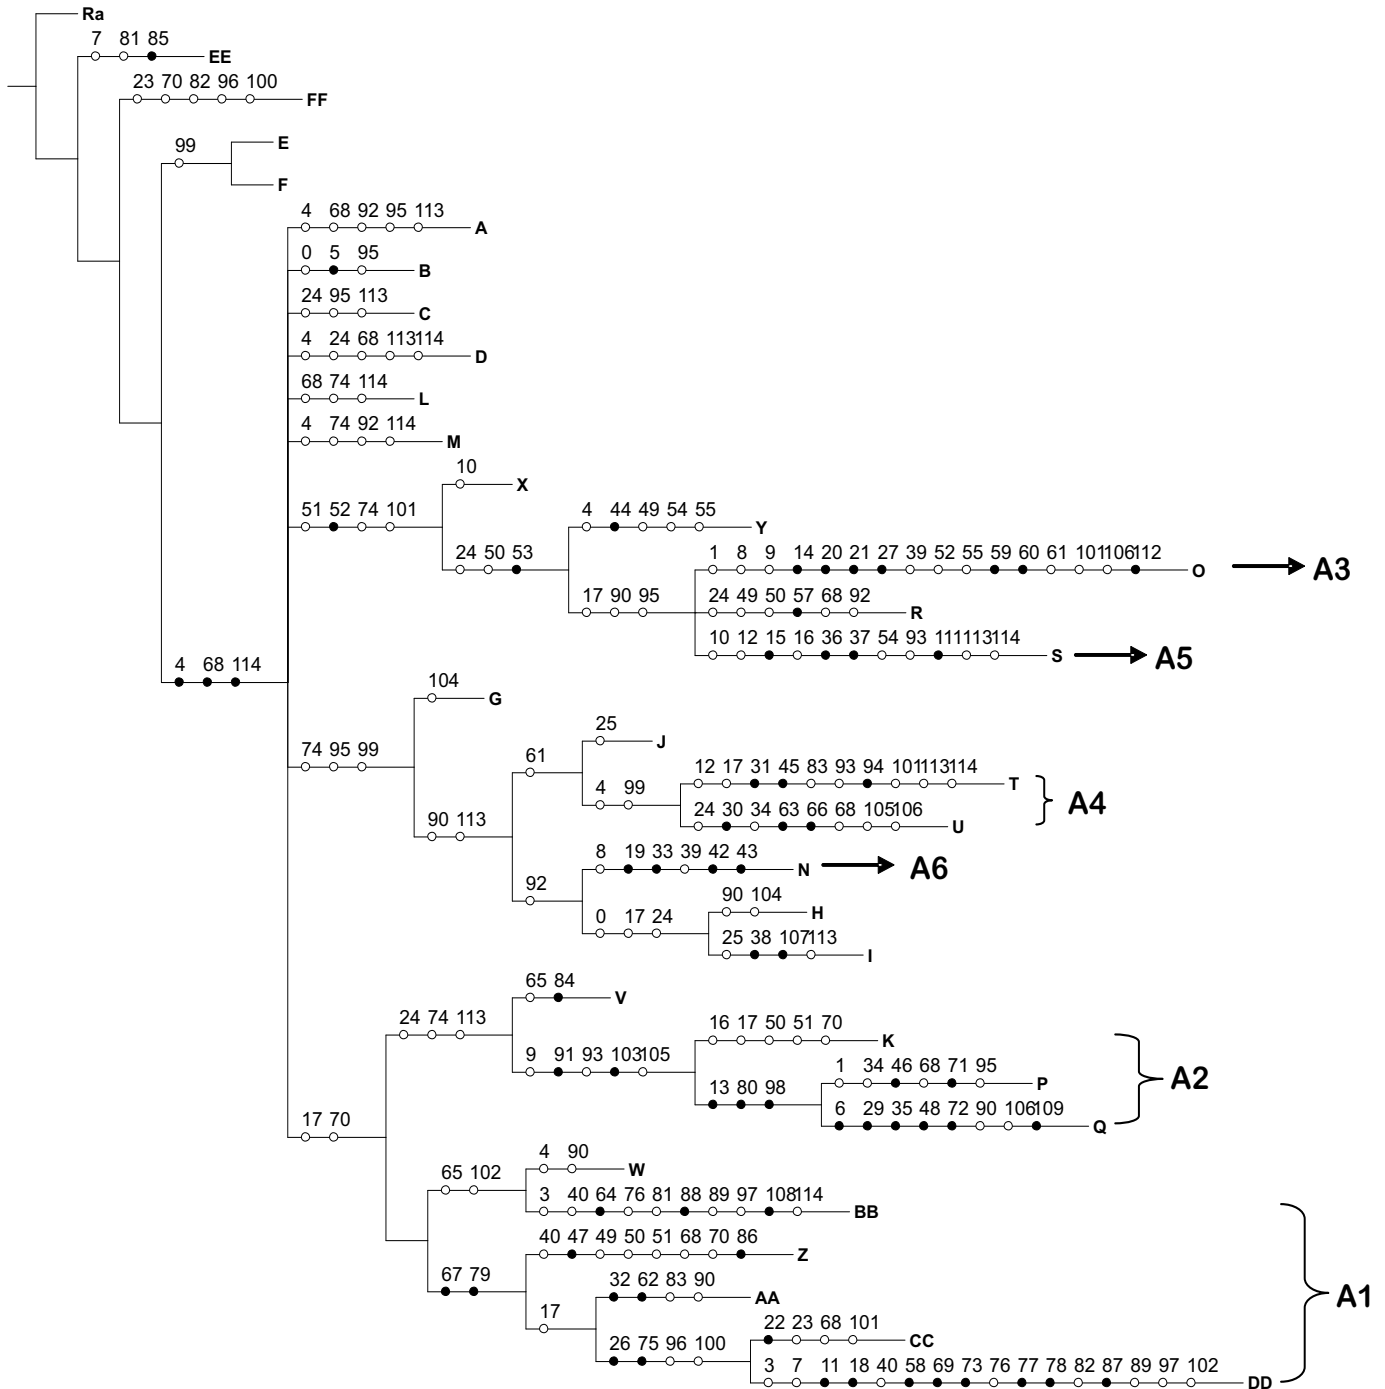 Ra
7 81 85
EE
23 70 82 96 100
FF
99
E
F
4 68 92 95 113
A
0 5 95
B
24 95 113
C
4 24 68 113114
D
68 74 114
L
4 74 92 114
M
10
X
51 52 74 101
4 44 49 54 55
Y
24 50 53
1 8 9 14 20 21 27 39 52 55 59 60 61 101106112
O
A3
17 90 95
24 49 50 57 68 92
R
10 12 15 16 36 37 54 93 111113114
S
A5
4 68 114
104
G
74 95 99
25
J
61
12 17 31 45 83 93 94 101113114
T
4 99
A4
24 30 34 63 66 68 105106
U
90 113
8 19 33 39 42 43
N
A6
92
90 104
H
0 17 24
25 38 107113
I
65 84
V
24 74 113
16 17 50 51 70
K
9 91 93 103105
1 34 46 68 71 95
P
A2
13 80 98
6 29 35 48 72 90 106109
Q
17 70
4 90
W
65 102
3 40 64 76 81 88 89 97 108114
BB
40 47 49 50 51 68 70 86
Z
67 79
32 62 83 90
AA
A1
17
22 23 68 101
CC
26 75 96 100
3 7 11 18 40 58 69 73 76 77 78 82 87 89 97 102
DD